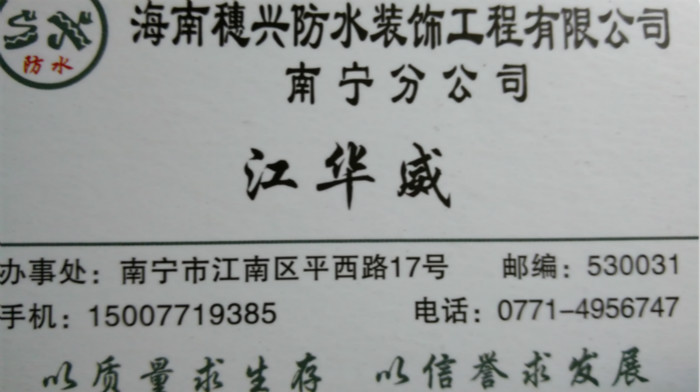 海南穗兴防水装饰工程有限公司
SX
防水
南宁分公司
江华威
办事处：南宁市江南区平西路17号 邮编：530031
手机：15007719385 电话：0771-4956747
以质量求生存 以信誉求发展